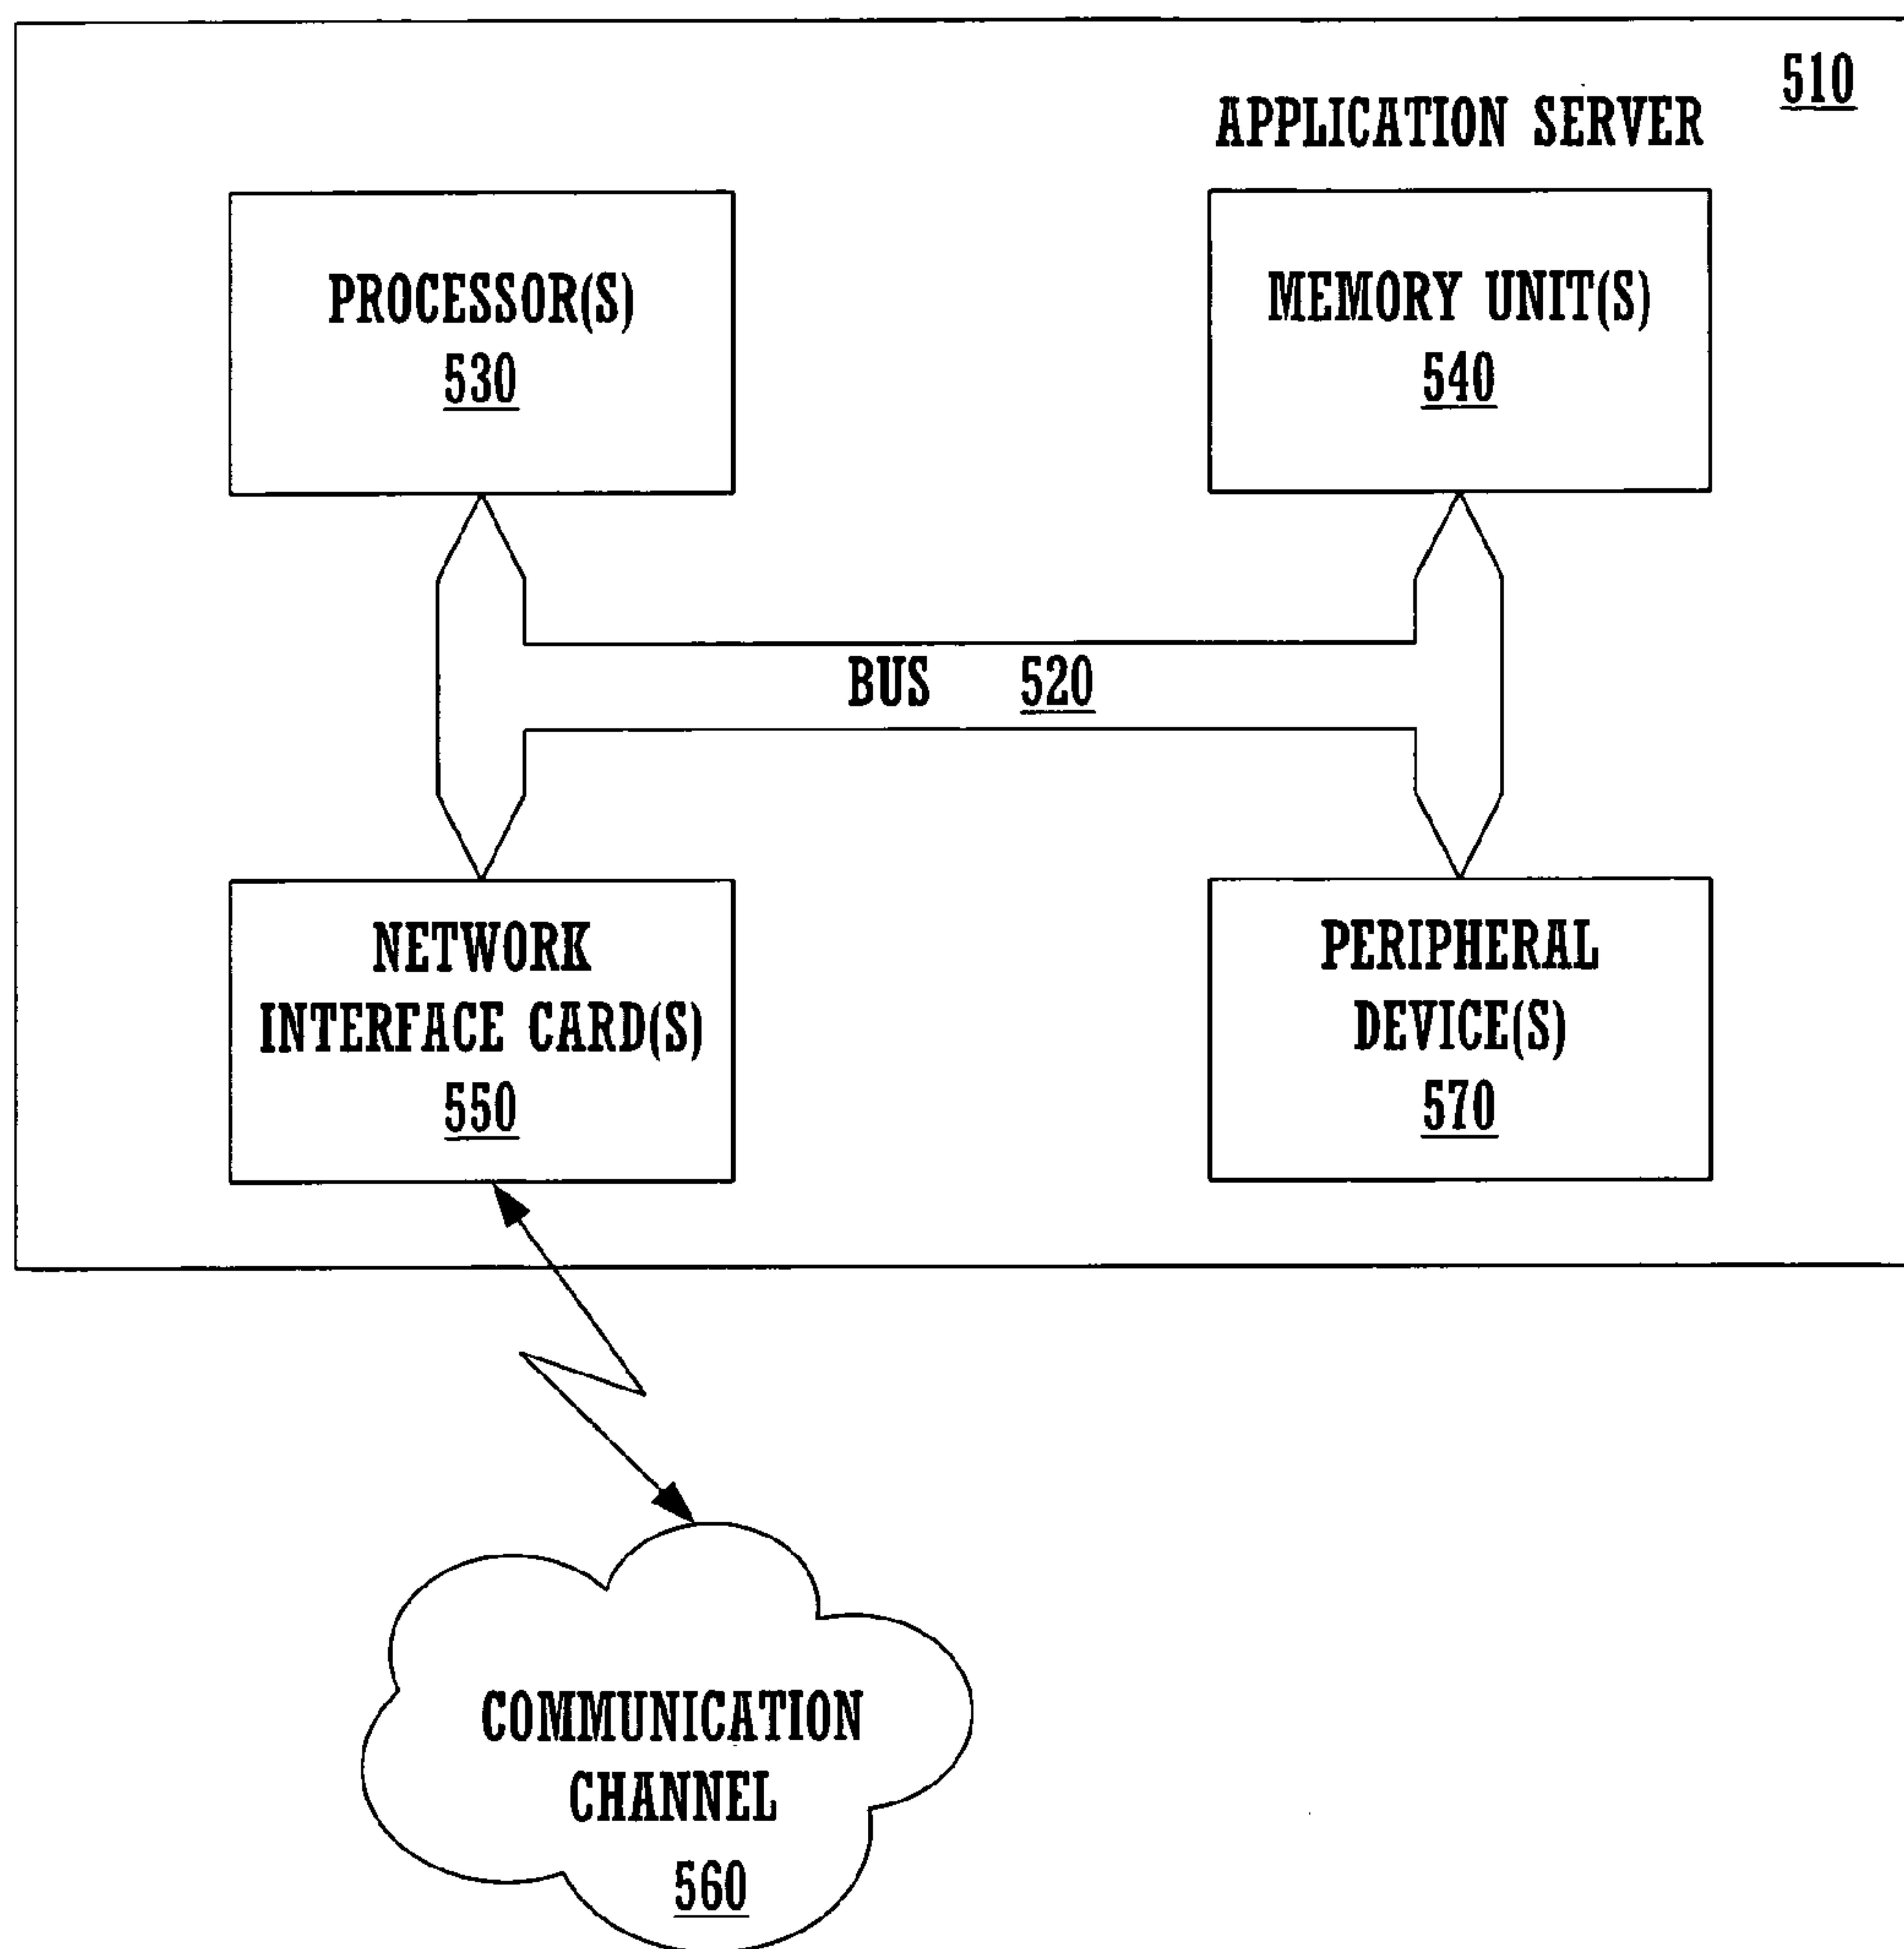 510
APPLICATION SERVER
PROCESSOR(S)
530
MEMORY UNIT(S)
540
BUS 520
NETWORK
INTERFACE CARD(S)
550
PERIPHERAL
DEVICE(S)
570
COMMUNICATION
CHANNEL
560